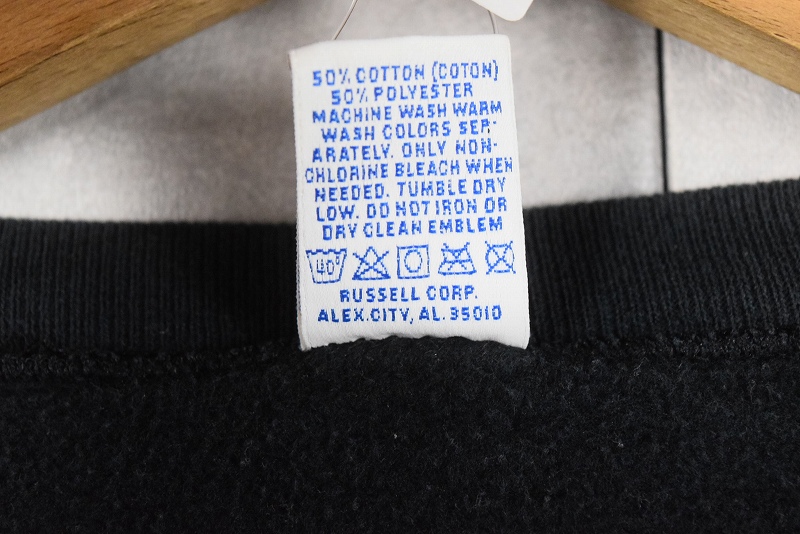 50% COTTON (COTON)
50% POLYESTER
MACHINE WASH WARM
WASH COLORS SEP-
ARATELY. ONLY NON-
CHLORINE BLEACH WHEN
NEEDED. TUMBLE DRY
LOW. DO NOT IRON OR
DRY CLEAN EMBLEM
40°
RUSSELL CORP.
ALEX.CITY, AL. 35010